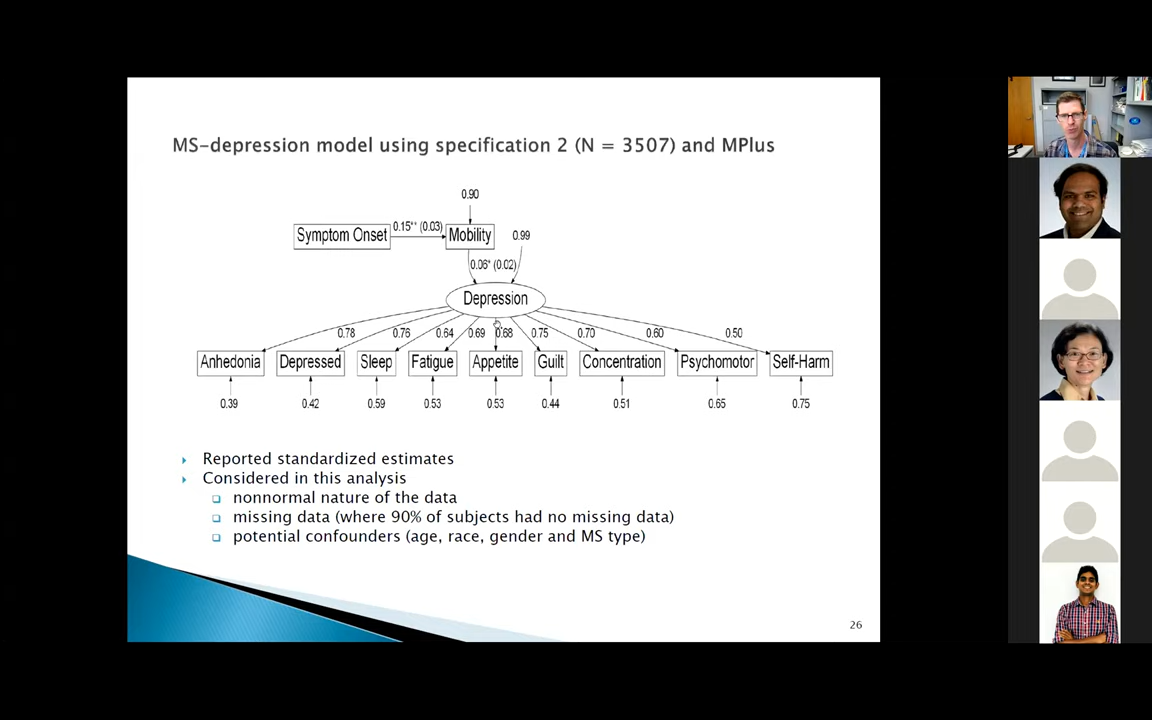 MS-depression model using specification 2 (N = 3507) and MPlus
0.90
Symptom Onset 0.15** (0.03) Mobility 0.99
0.06* (0.02)
Depression
0.78 0.76 0.64 0.69 0.68 0.75 0.70 0.60 0.50
Anhedonia Depressed Sleep Fatigue Appetite Guilt Concentration Psychomotor Self-Harm
0.39 0.42 0.59 0.53 0.53 0.44 0.51 0.65 0.75
Reported standardized estimates
Considered in this analysis
nonnormal nature of the data
missing data (where 90% of subjects had no missing data)
potential confounders (age, race, gender and MS type)
26